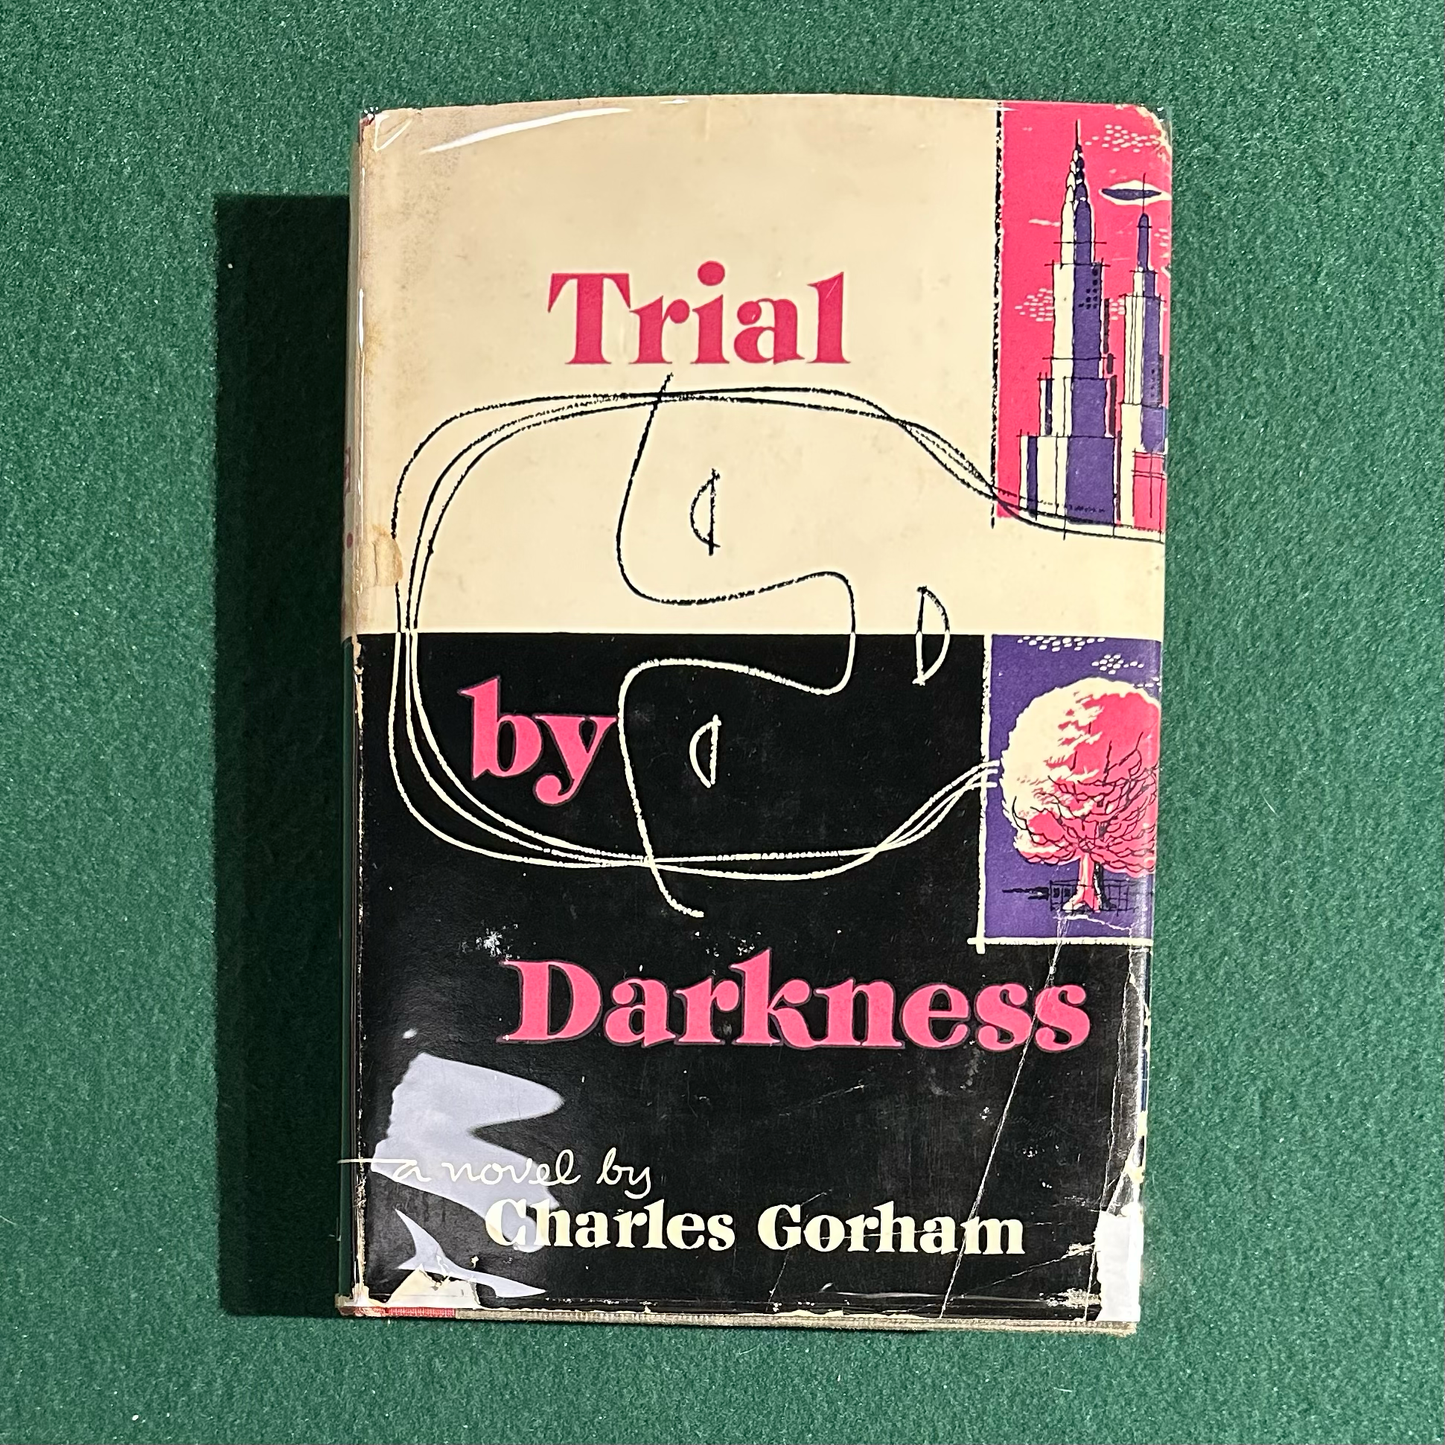 Trial
by
Darkness
a novel by
Charles Gorham